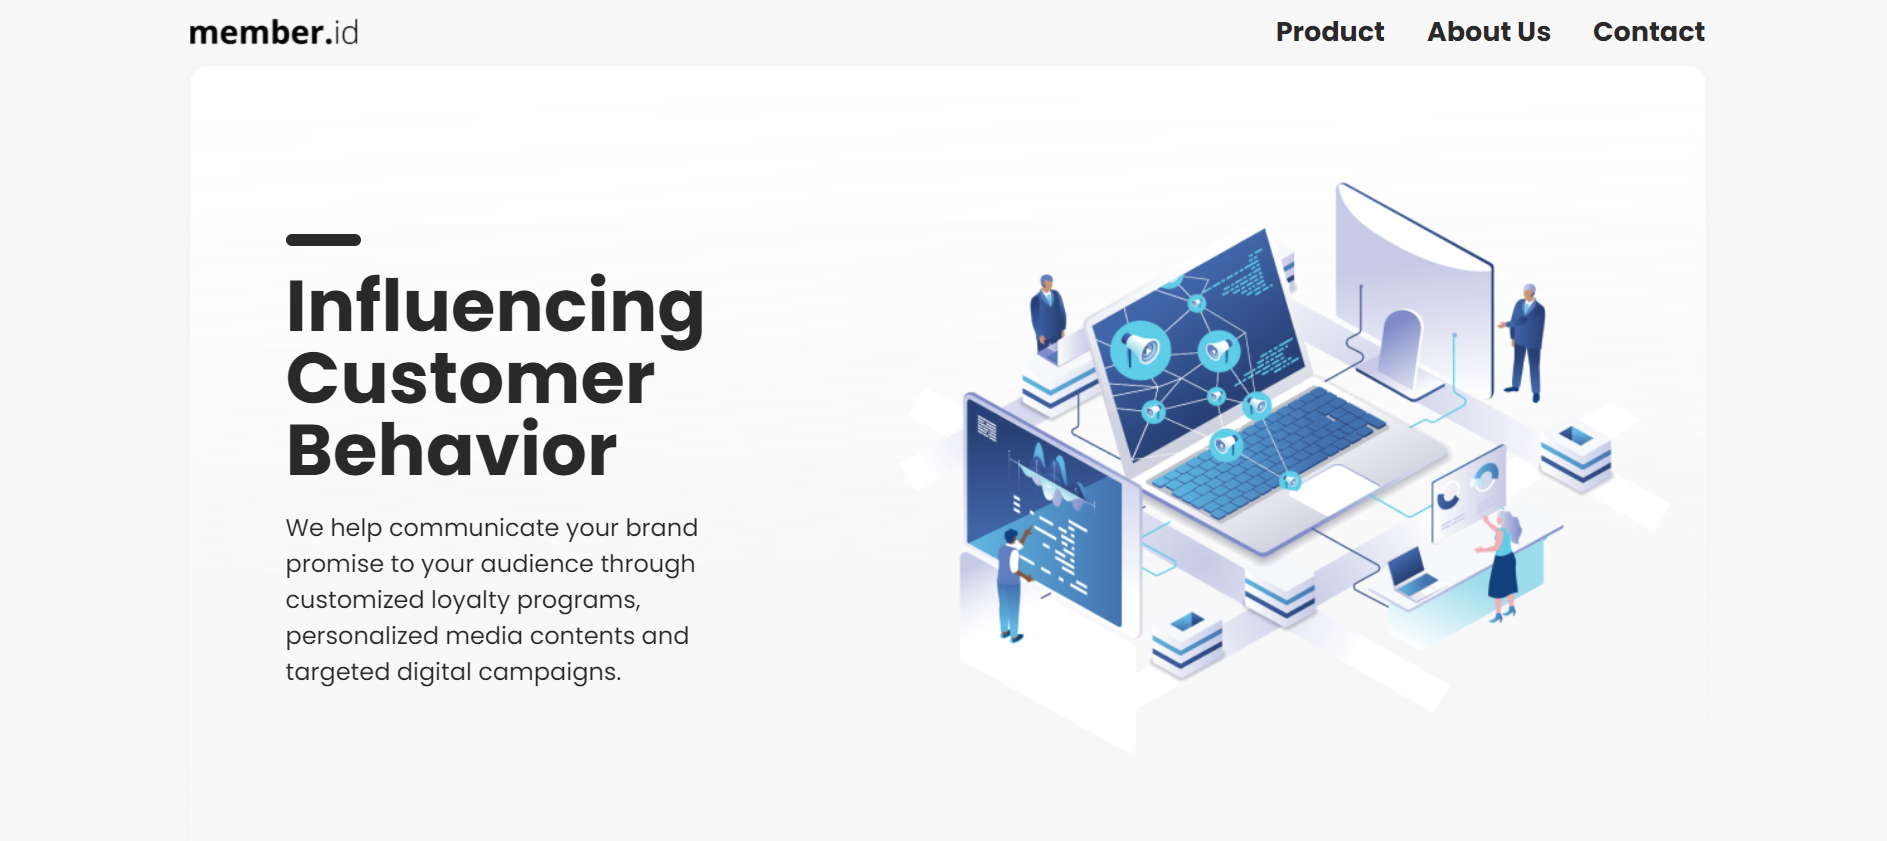 member.id
Product
About Us
Contact
Influencing
Customer
Behavior
We help communicate your brand
promise to your audience through
customized loyalty programs,
personalized media contents and
targeted digital campaigns.